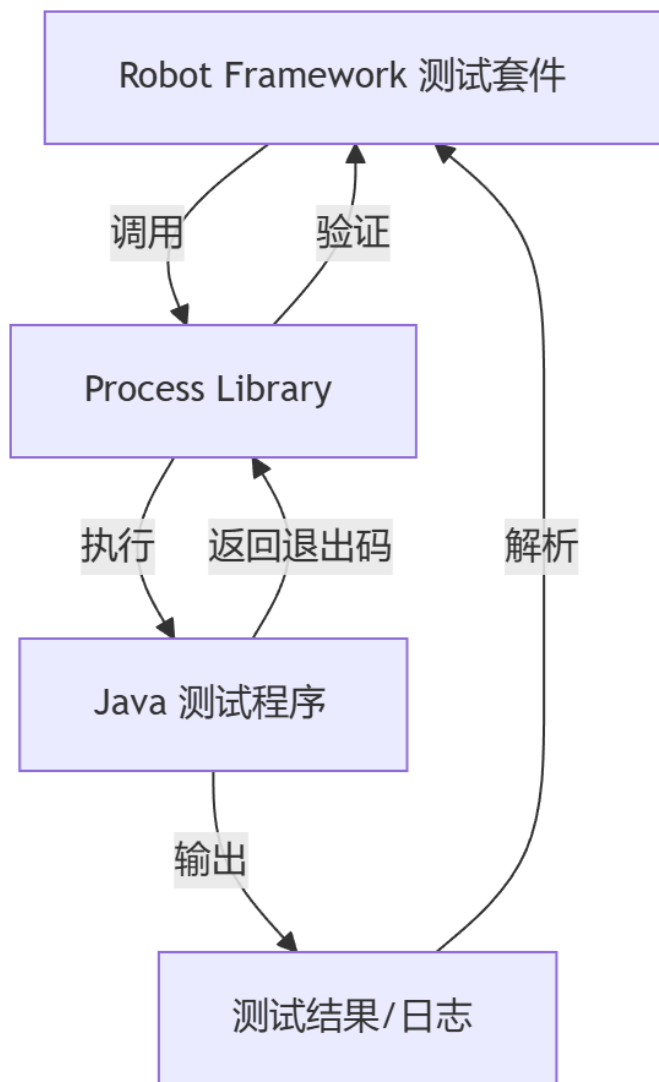 Robot Framework 测试套件
调用
验证
Process Library
执行
返回退出码
解析
Java 测试程序
输出
测试结果/日志